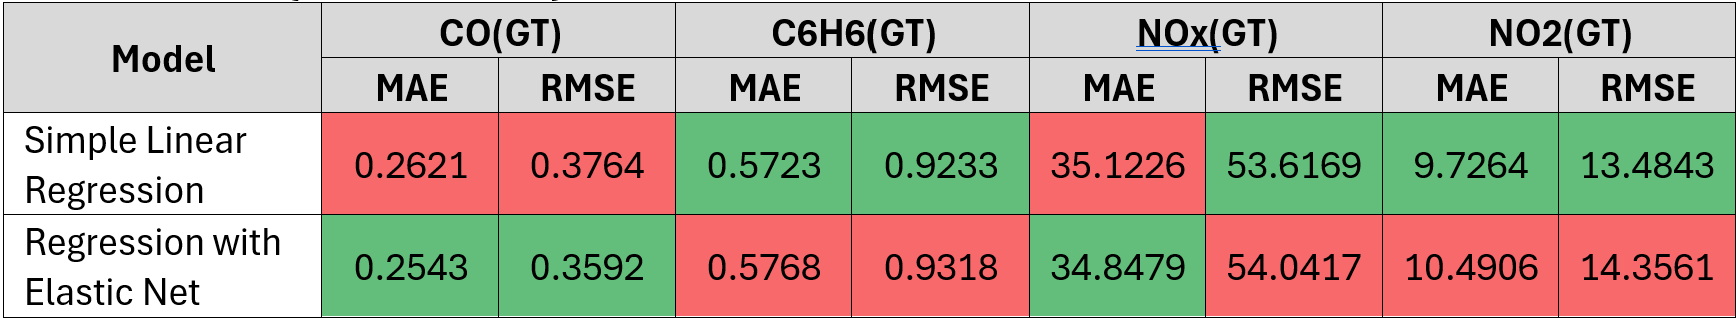 Model CO(GT) C6H6(GT) NOx(GT) NO2(GT)
MAE RMSE MAE RMSE MAE RMSE MAE RMSE
Simple Linear
Regression
0.2621 0.3764 0.5723 0.9233 35.1226 53.6169 9.7264 13.4843
Regression with
Elastic Net
0.2543 0.3592 0.5768 0.9318 34.8479 54.0417 10.4906 14.3561